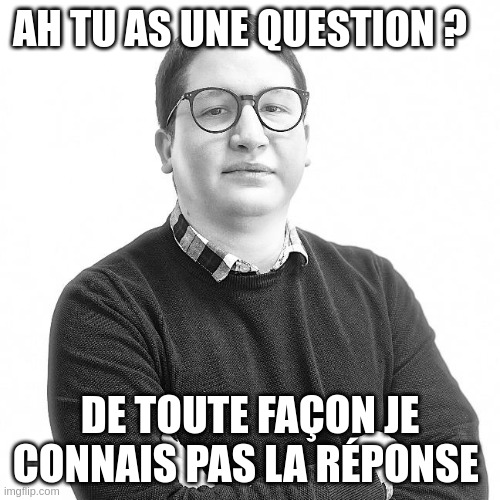 AH TU AS UNE QUESTION ?
DE TOUTE FAÇON JE
CONNAIS PAS LA RÉPONSE
imgflip.com